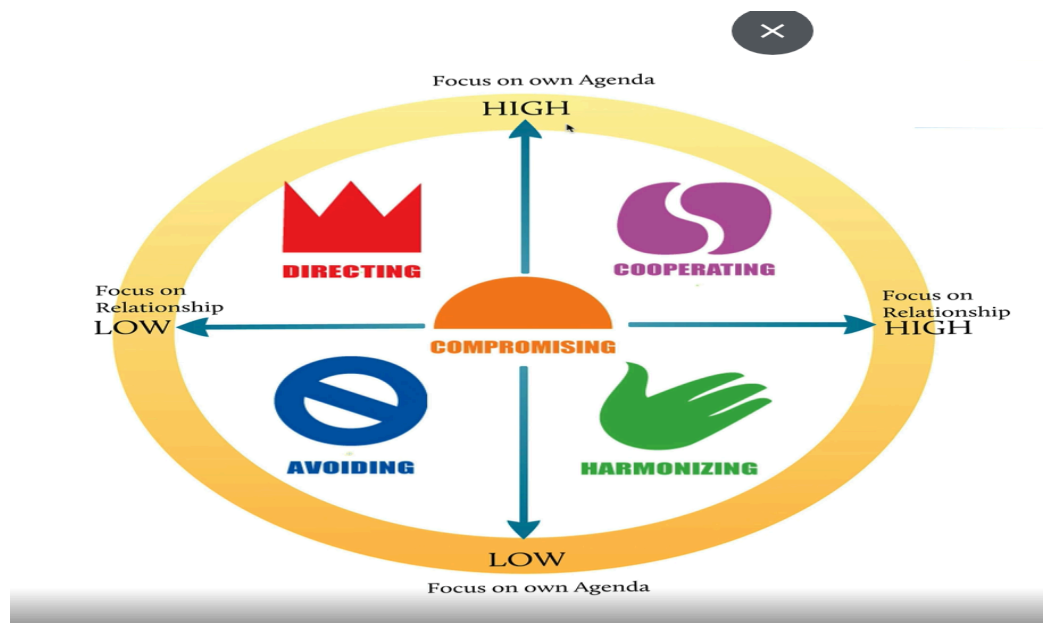 Focus on own Agenda
HIGH
DIRECTING
COOPERATING
Focus on
Relationship
LOW
Focus on
Relationship
HIGH
COMPROMISING
AVOIDING
HARMONIZING
LOW
Focus on own Agenda